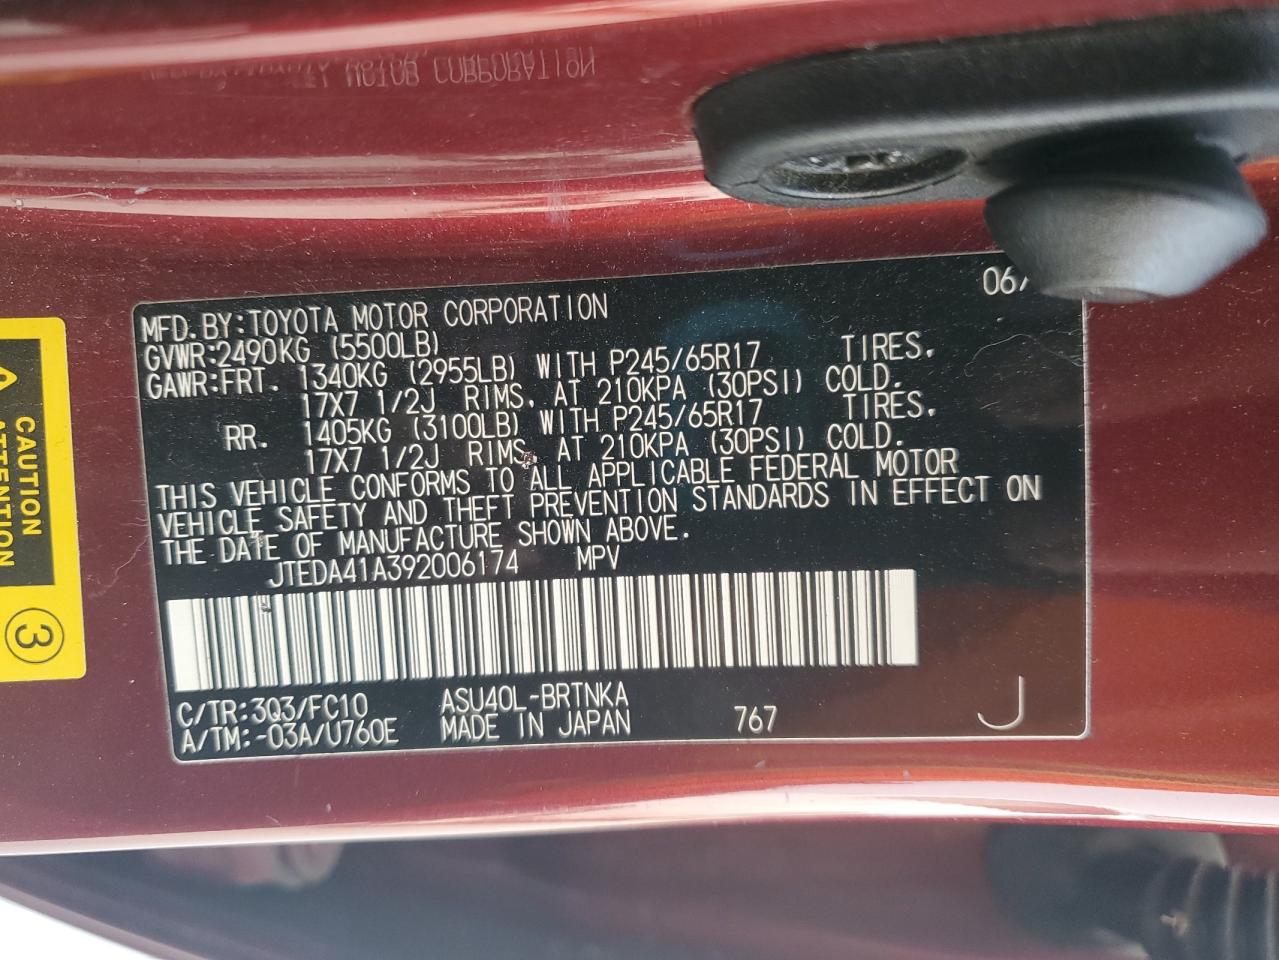 MOTOR CORPORATION
06/
MFD.BY:TOYOTA MOTOR CORPORATION
GVWR:2490KG (5500LB)
GAWR:FRT. 1340KG (2955LB) WITH P245/65R17 TIRES,
17X7 1/2J RIMS, AT 210KPA (30PSI) COLD.
RR. 1405KG (3100LB) WITH P245/65R17 TIRES,
17X7 1/2J RIMS, AT 210KPA (30PSI) COLD.
THIS VEHICLE CONFORMS TO ALL APPLICABLE FEDERAL MOTOR
VEHICLE SAFETY AND THEFT PREVENTION STANDARDS IN EFFECT ON
THE DATE OF MANUFACTURE SHOWN ABOVE.
JTEDA41A392006174 MPV
C/TR:3Q3/FC10 ASU40L-BRTNKA
A/TM:-03A/U760E MADE IN JAPAN 767 J
CAUTION
ATTENTION
3